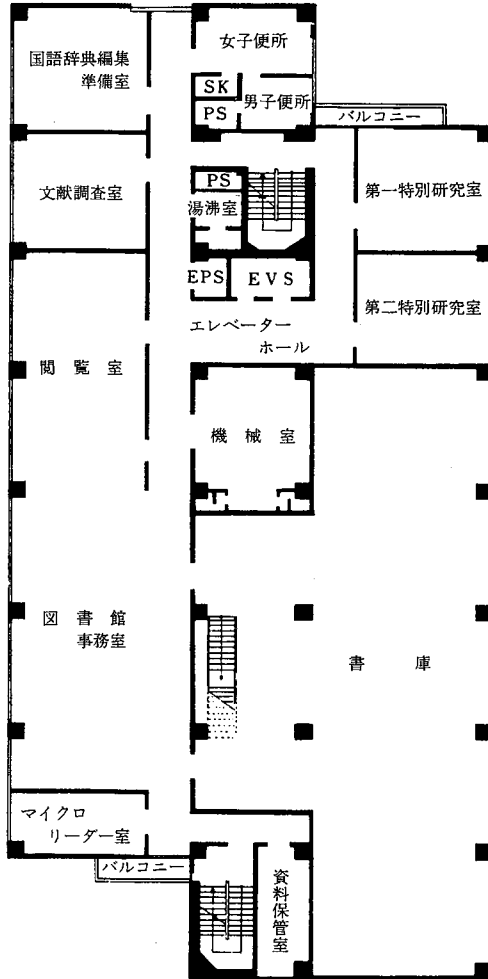 女子便所
国語辞典編集
準備室
SK
男子便所
PS
バルコニー
文献調査室
PS
湯沸室
第一特別研究室
EPS
EVS
第二特別研究室
エレベーター
ホール
閲覧室
機械室
図書館
事務室
書庫
マイクロ
リーダー室
バルコニー
資料保管室